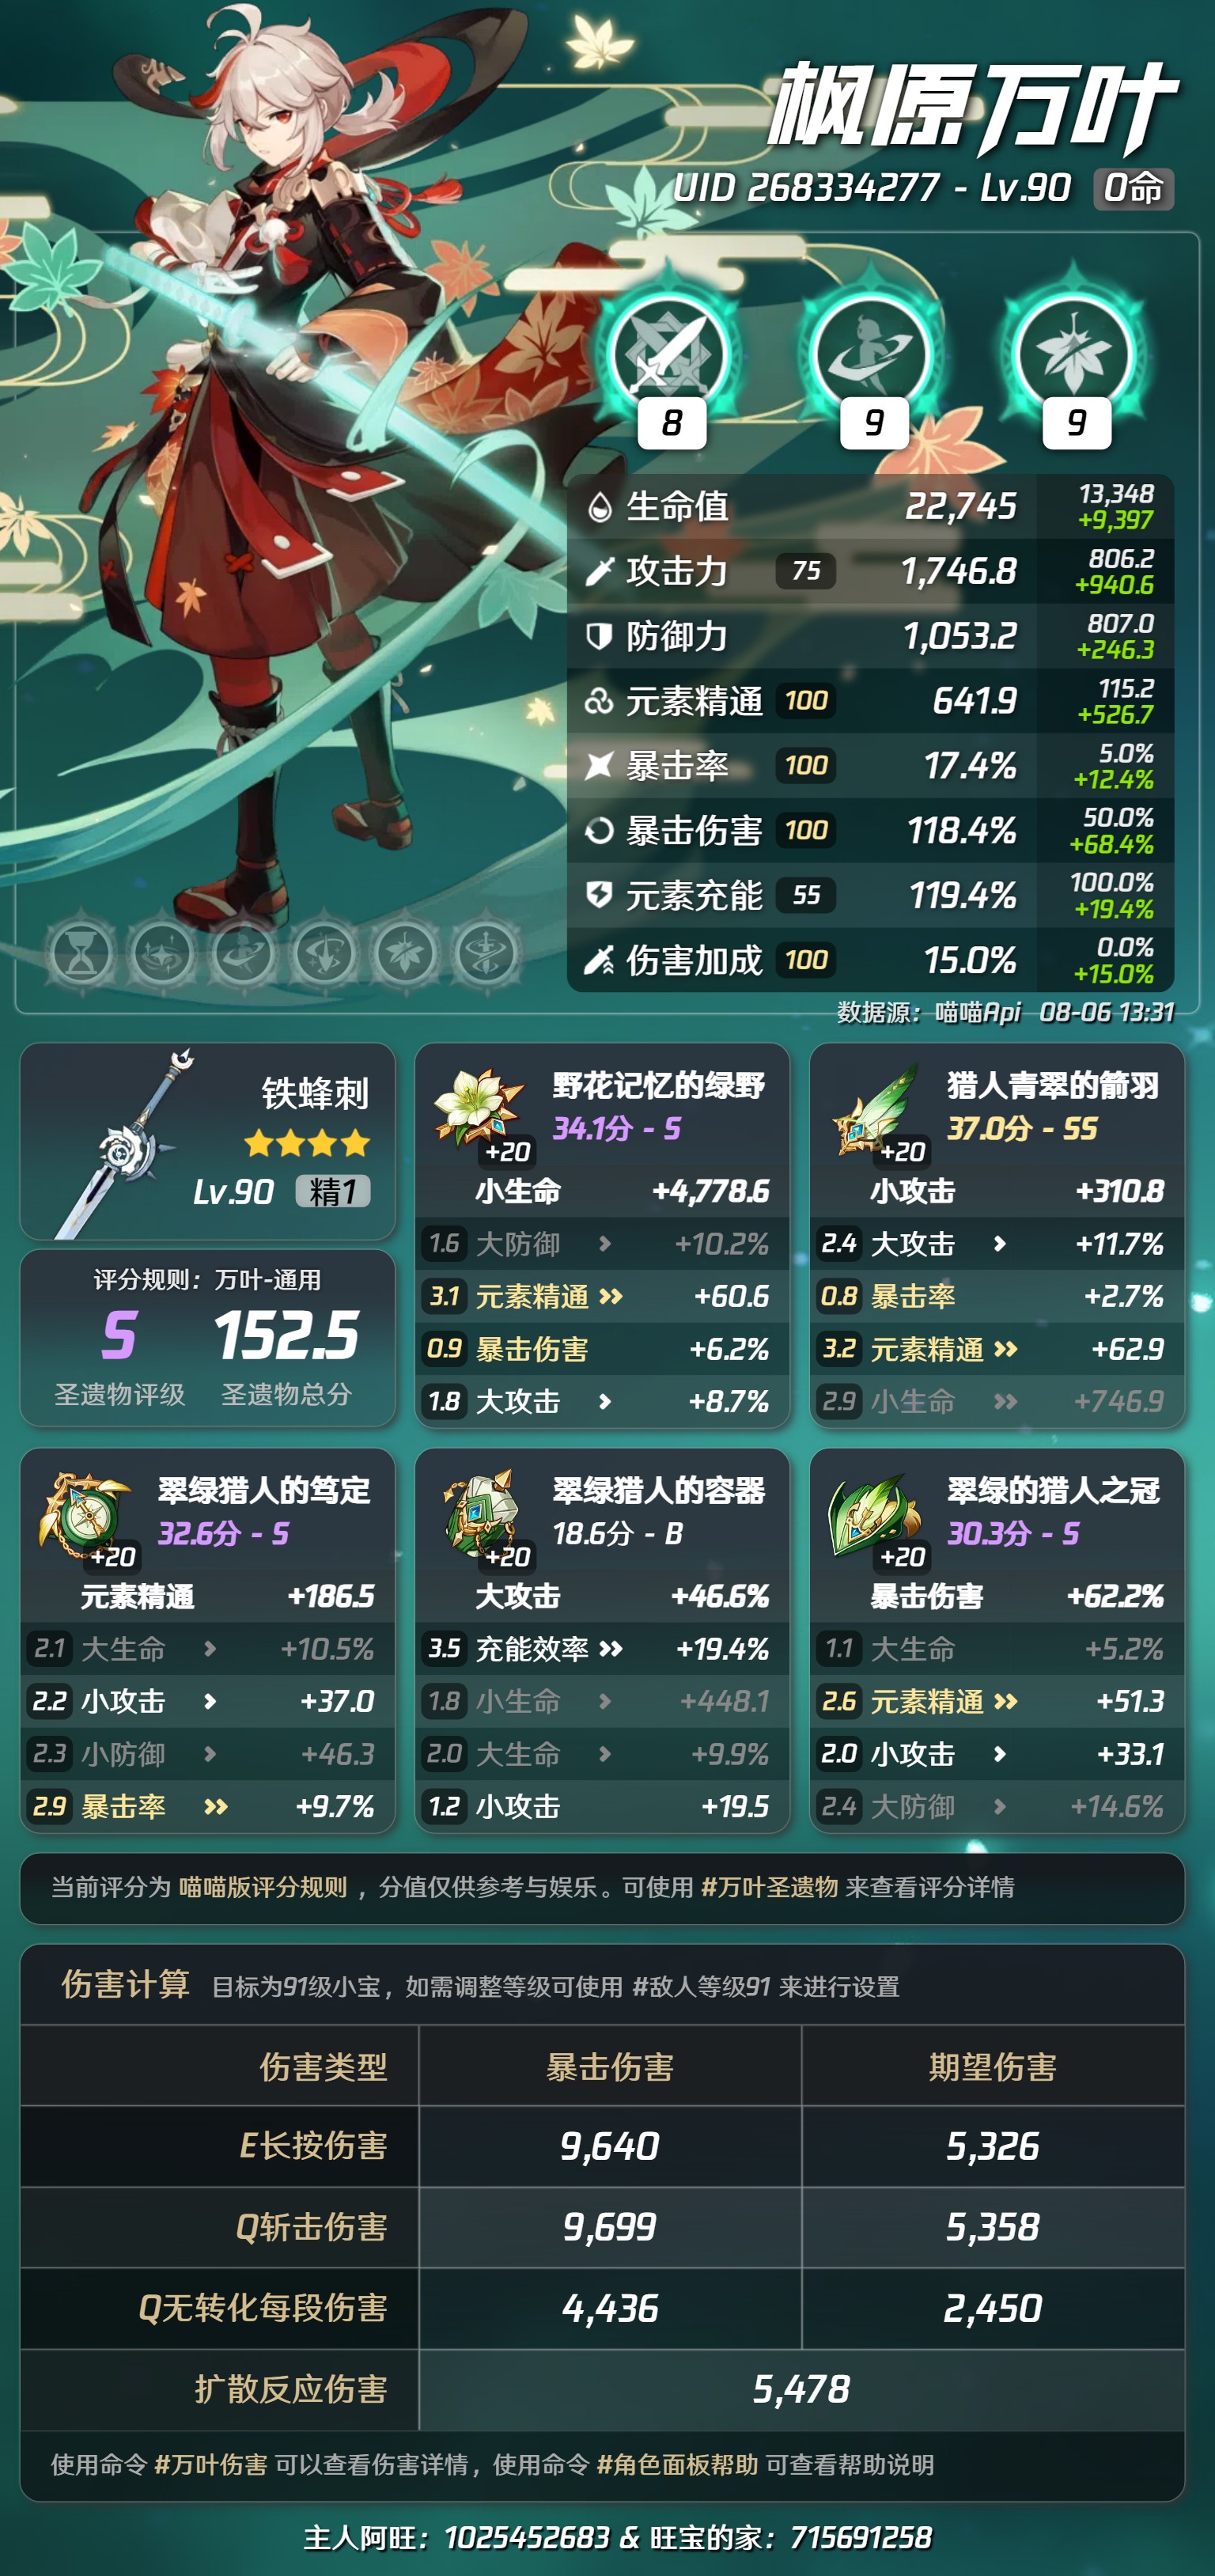 枫原万叶
UID 268334277 - Lv.90 0命
8 9 9
生命值 22,745 13,348 +9,397
攻击力 75 1,746.8 806.2 +940.6
防御力 1,053.2 807.0 +246.3
元素精通 100 641.9 115.2 +526.7
暴击率 100 17.4% 5.0% +12.4%
暴击伤害 100 118.4% 50.0% +68.4%
元素充能 55 119.4% 100.0% +19.4%
伤害加成 100 15.0% 0.0% +15.0%
数据源：喵喵Api 08-06 13:31
铁蜂刺
Lv.90 精1
评分规则：万叶-通用
S 152.5
圣遗物评级 圣遗物总分
野花记忆的绿野
34.1分 - S
+20
小生命 +4,778.6
1.6 大防御 +10.2%
3.1 元素精通 +60.6
0.9 暴击伤害 +6.2%
1.8 大攻击 +8.7%
猎人青翠的箭羽
37.0分 - SS
+20
小攻击 +310.8
2.4 大攻击 +11.7%
0.8 暴击率 +2.7%
3.2 元素精通 +62.9
2.9 小生命 +746.9
翠绿猎人的笃定
32.6分 - S
+20
元素精通 +186.5
2.1 大生命 +10.5%
2.2 小攻击 +37.0
2.3 小防御 +46.3
2.9 暴击率 +9.7%
翠绿猎人的容器
18.6分 - B
+20
大攻击 +46.6%
3.5 充能效率 +19.4%
1.8 小生命 +448.1
2.0 大生命 +9.9%
1.2 小攻击 +19.5
翠绿的猎人之冠
30.3分 - S
+20
暴击伤害 +62.2%
1.1 大生命 +5.2%
2.6 元素精通 +51.3
2.0 小攻击 +33.1
2.4 大防御 +14.6%
当前评分为 喵喵版评分规则 ，分值仅供参考与娱乐。可使用 #万叶圣遗物 来查看评分详情
伤害计算 目标为91级小宝，如需调整等级可使用 #敌人等级91 来进行设置
伤害类型 暴击伤害 期望伤害
E长按伤害 9,640 5,326
Q斩击伤害 9,699 5,358
Q无转化每段伤害 4,436 2,450
扩散反应伤害 5,478
使用命令 #万叶伤害 可以查看伤害详情，使用命令 #角色面板帮助 可查看帮助说明
主人阿旺：1025452683 & 旺宝的家：715691258